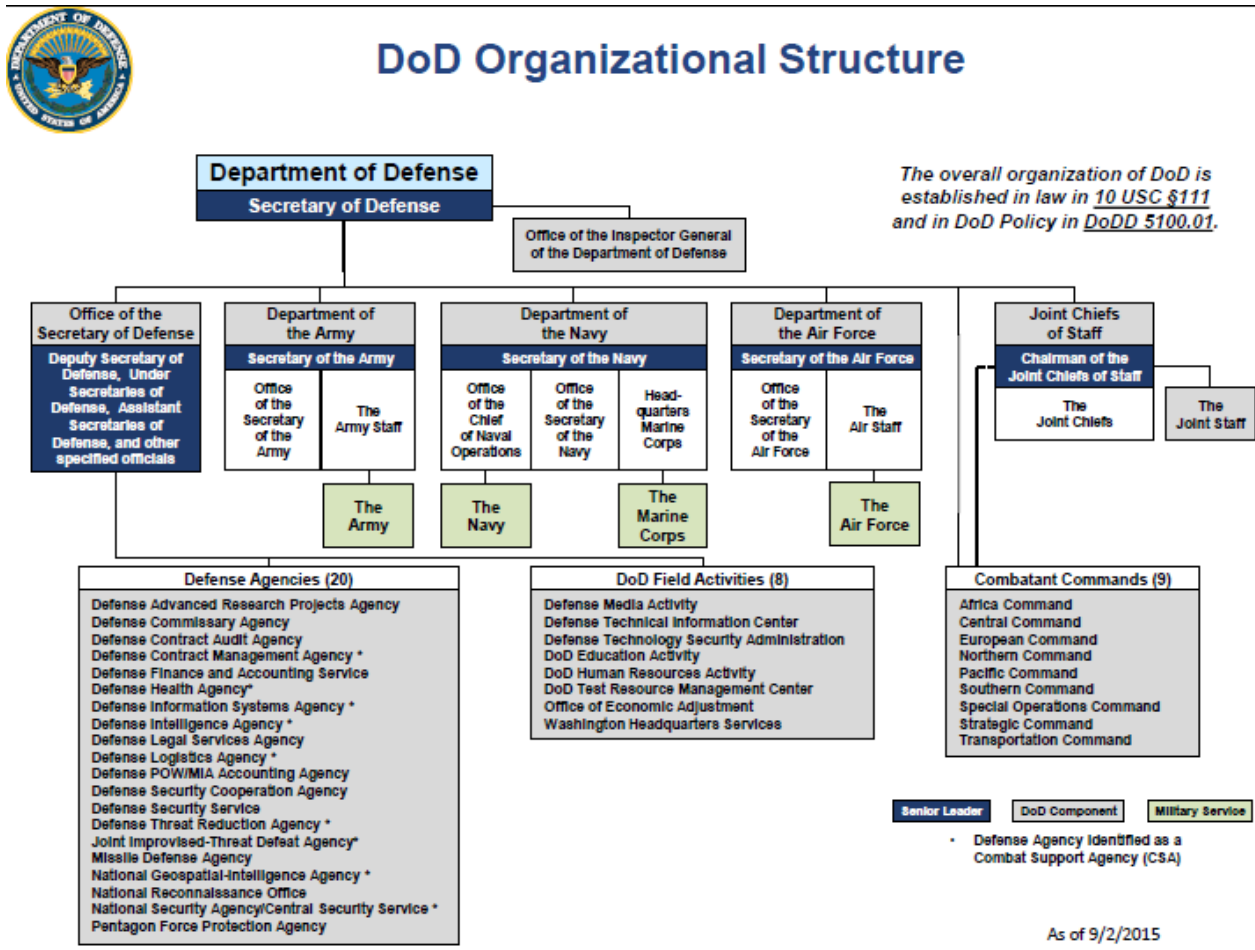 DEPARTMENT OF DEFENSE
UNITED STATES OF AMERICA
DoD Organizational Structure
Department of Defense
Secretary of Defense
The overall organization of DoD is
established in law in 10 USC §111
and in DoD Policy in DoDD 5100.01.
Office of the Inspector General
of the Department of Defense
Office of the
Secretary of Defense
Deputy Secretary of
Defense, Under
Secretaries of
Defense, Assistant
Secretaries of
Defense, and other
specified officials
Department of
the Army
Secretary of the Army
Office
of the
Secretary
of the
Army
The
Army Staff
The
Army
Department of
the Navy
Secretary of the Navy
Office
of the
Chief
of Naval
Operations
Office
of the
Secretary
of the
Navy
Head-
quarters
Marine
Corps
The
Navy
The
Marine
Corps
Department of
the Air Force
Secretary of the Air Force
Office
of the
Secretary
of the
Air Force
The
Air Staff
The
Air Force
Joint Chiefs
of Staff
Chairman of the
Joint Chiefs of Staff
The
Joint Chiefs
The
Joint Staff
Defense Agencies (20)
Defense Advanced Research Projects Agency
Defense Commissary Agency
Defense Contract Audit Agency
Defense Contract Management Agency *
Defense Finance and Accounting Service
Defense Health Agency*
Defense Information Systems Agency *
Defense Intelligence Agency *
Defense Legal Services Agency
Defense Logistics Agency *
Defense POW/MIA Accounting Agency
Defense Security Cooperation Agency
Defense Security Service
Defense Threat Reduction Agency *
Joint Improvised-Threat Defeat Agency*
Missile Defense Agency
National Geospatial-Intelligence Agency *
National Reconnaissance Office
National Security Agency/Central Security Service *
Pentagon Force Protection Agency
DoD Field Activities (8)
Defense Media Activity
Defense Technical Information Center
Defense Technology Security Administration
DoD Education Activity
DoD Human Resources Activity
DoD Test Resource Management Center
Office of Economic Adjustment
Washington Headquarters Services
Combatant Commands (9)
Africa Command
Central Command
European Command
Northern Command
Pacific Command
Southern Command
Special Operations Command
Strategic Command
Transportation Command
Senior Leader
DoD Component
Military Service
* Defense Agency Identified as a
Combat Support Agency (CSA)
As of 9/2/2015